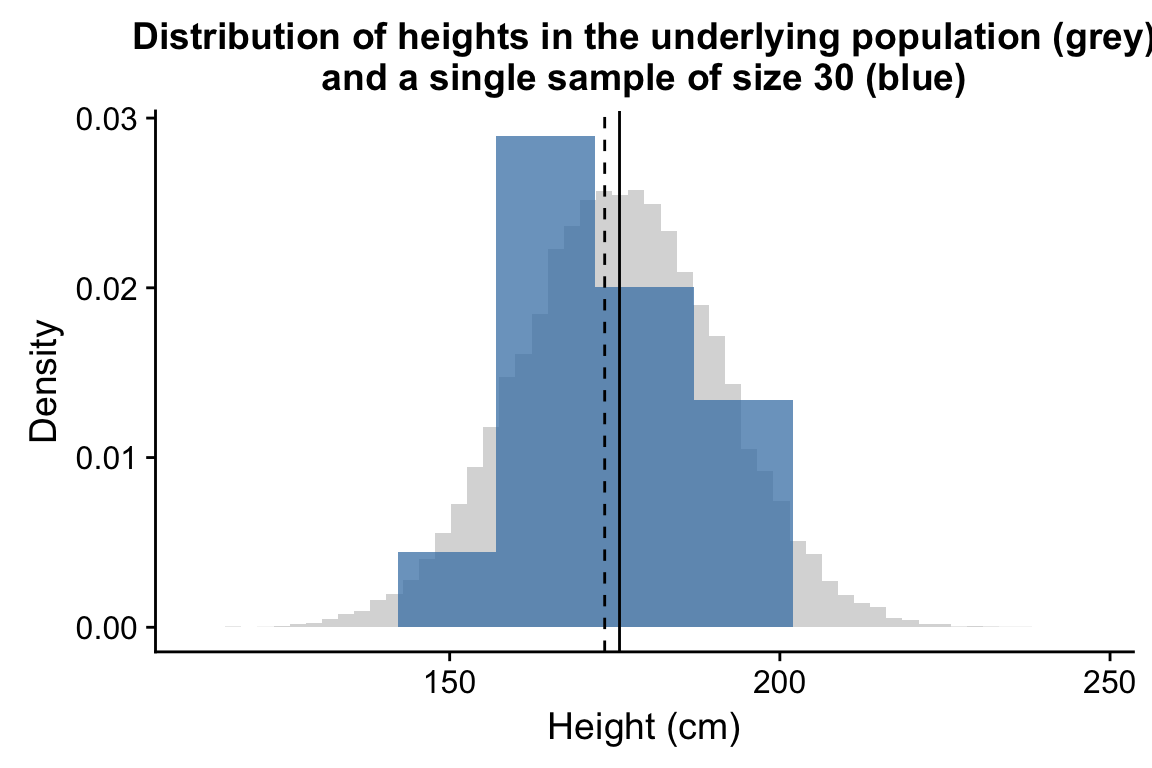 Distribution of heights in the underlying population (grey)
and a single sample of size 30 (blue)
0.03
0.02
0.01
0.00
Density
150
200
250
Height (cm)